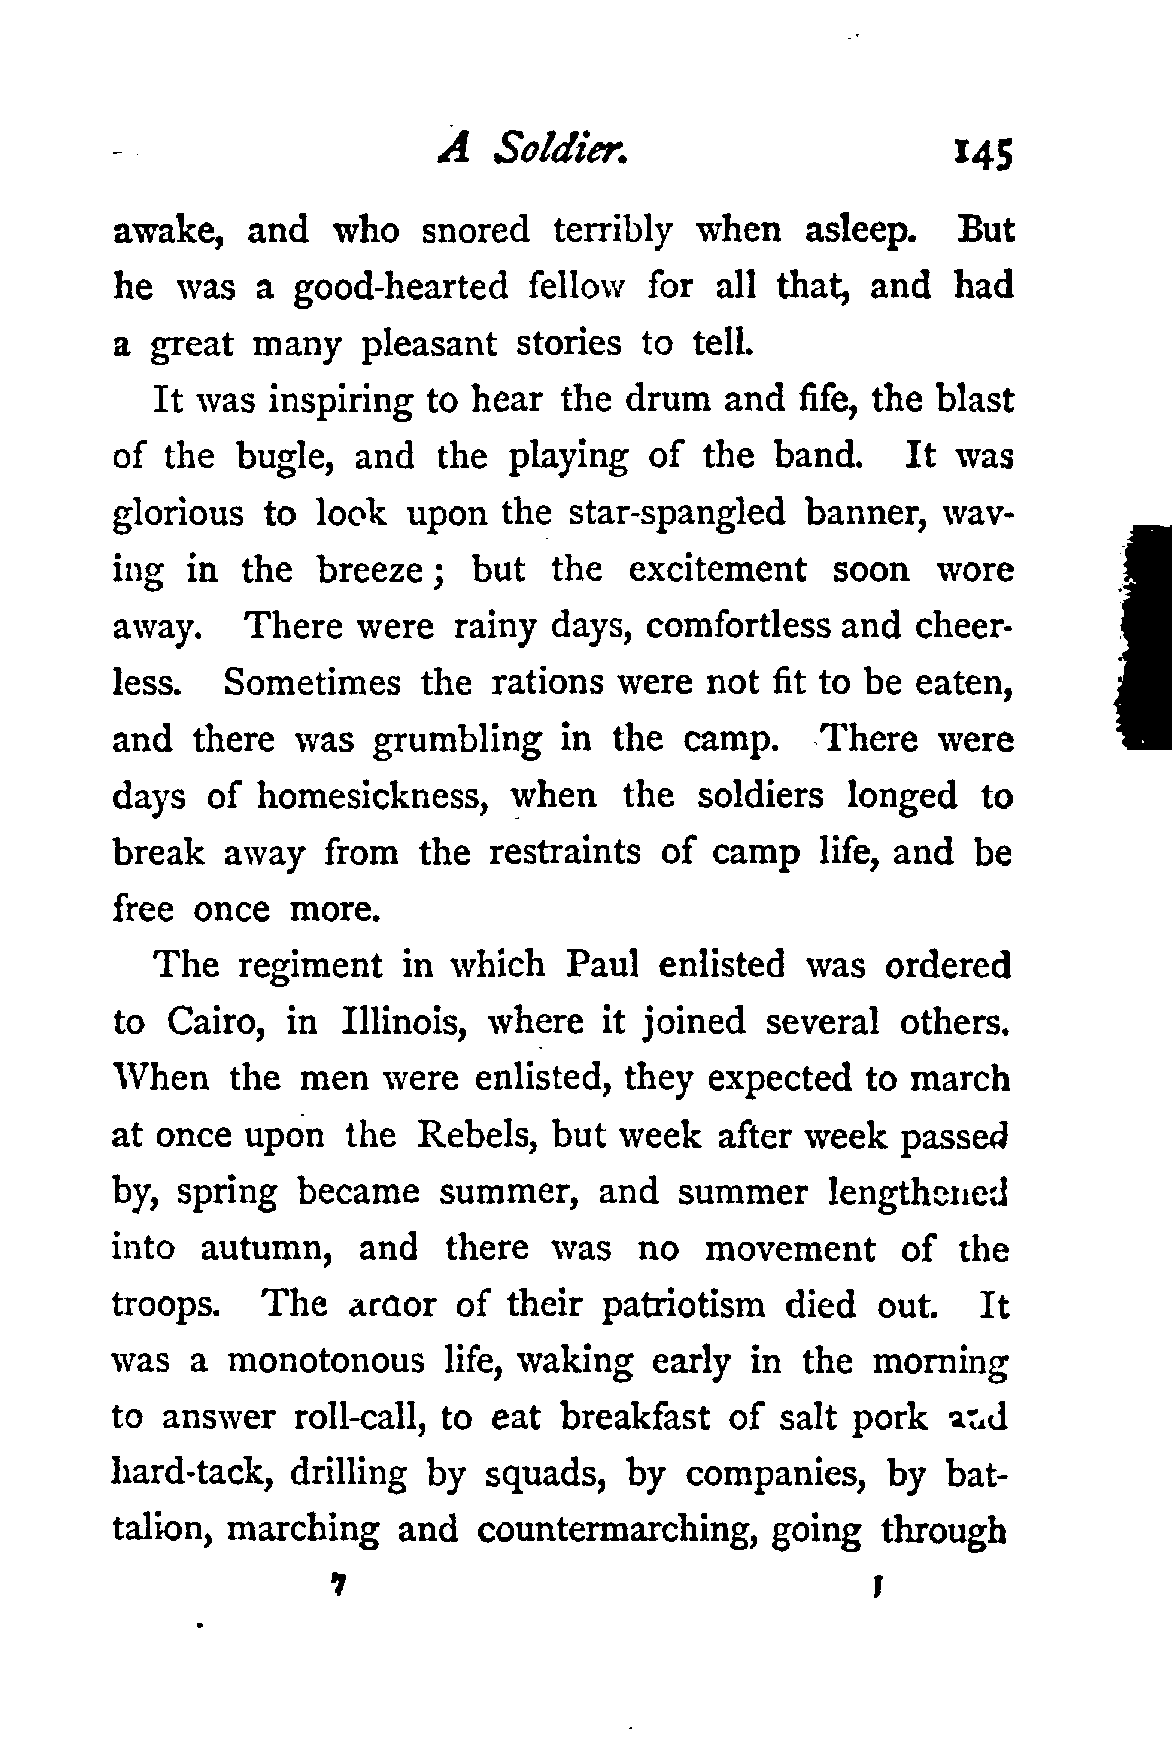 A Soldier. 145
awake, and who snored terribly when asleep. But
he was a good-hearted fellow for all that, and had
a great many pleasant stories to tell.
It was inspiring to hear the drum and fife, the blast
of the bugle, and the playing of the band. It was
glorious to look upon the star-spangled banner, wav-
ing in the breeze; but the excitement soon wore
away. There were rainy days, comfortless and cheer-
less. Sometimes the rations were not fit to be eaten,
and there was grumbling in the camp. There were
days of homesickness, when the soldiers longed to
break away from the restraints of camp life, and be
free once more.
The regiment in which Paul enlisted was ordered
to Cairo, in Illinois, where it joined several others.
When the men were enlisted, they expected to march
at once upon the Rebels, but week after week passed
by, spring became summer, and summer lengthened
into autumn, and there was no movement of the
troops. The ardor of their patriotism died out. It
was a monotonous life, waking early in the morning
to answer roll-call, to eat breakfast of salt pork and
hard-tack, drilling by squads, by companies, by bat-
talion, marching and countermarching, going through
7 J